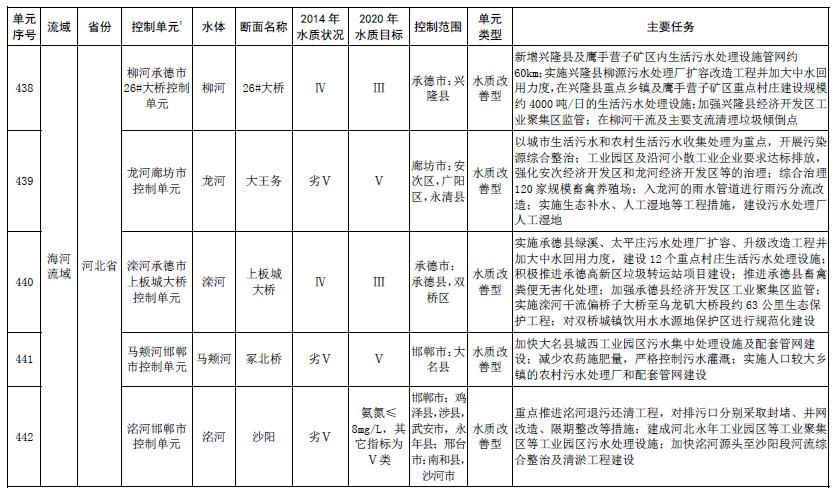 单元
序号
流域
省份
控制单元1
水体
断面名称
2014年
水质状况
2020年
水质目标
控制范围
单元
类型
主要任务
海河
流域
河北省
438
柳河承德市
26#大桥控制
单元
柳河
26#大桥
Ⅳ
Ⅲ
承德市：兴
隆县
水质改
善型
新增兴隆县及鹰手营子矿区内生活污水处理设施管网约
60km；实施兴隆县柳源污水处理厂扩容改造工程并加大中水回
用力度，在兴隆县重点乡镇及鹰手营子矿区重点村庄建设规模
约4000吨/日的生活污水处理设施；加强兴隆县经济开发区工
业聚集区监管；在柳河干流及主要支流清理垃圾倾倒点
439
龙河廊坊市
控制单元
龙河
大王务
劣Ⅴ
Ⅴ
廊坊市：安
次区，广阳
区，永清县
水质改
善型
以城市生活污水和农村生活污水收集处理为重点，开展污染
源综合整治；工业园区及沿河小散工业企业要求达标排放，
强化安次经济开发区和龙河经济开发区等的治理；综合治理
120家规模畜禽养殖场；入龙河的雨水管道进行雨污分流改
造；实施生态补水、人工湿地等工程措施，建设污水处理厂
人工湿地
440
滦河承德市
上板城大桥
控制单元
滦河
上板城
大桥
Ⅳ
Ⅲ
承德市：
承德县，双
桥区
水质改
善型
实施承德县绿溪、太平庄污水处理厂扩容、升级改造工程并
加大中水回用力度，建设12个重点村庄生活污水处理设施；
积极推进承德高新区垃圾转运站项目建设；推进承德县畜禽
粪便无害化处理；加强承德县经济开发区工业聚集区监管；
实施滦河干流偏桥子大桥至乌龙矶大桥段约63公里生态保
护工程；对双桥城镇饮用水水源地保护区进行规范化建设
441
马颊河邯郸
市控制单元
马颊河
冢北桥
劣Ⅴ
Ⅴ
邯郸市：大
名县
水质改
善型
加快大名县城西工业园区污水集中处理设施及配套管网建
设；减少农药施肥量，严格控制污水灌溉；实施人口较大乡
镇的农村污水处理厂和配套管网建设
442
洺河邯郸市
控制单元
洺河
沙阳
劣Ⅴ
氨氮≤
8mg/L，其
它指标为
Ⅴ类
邯郸市：鸡
泽县，涉县，
武安市，永
年县；邢台
市：南和县，
沙河市
水质改
善型
重点推进洺河退污还清工程，对排污口分别采取封堵、并网
改造、限期整改等措施；建成河北永年工业园区等工业聚集
区等工业园区污水处理设施；加快洺河源头至沙阳段河流综
合整治及清淤工程建设